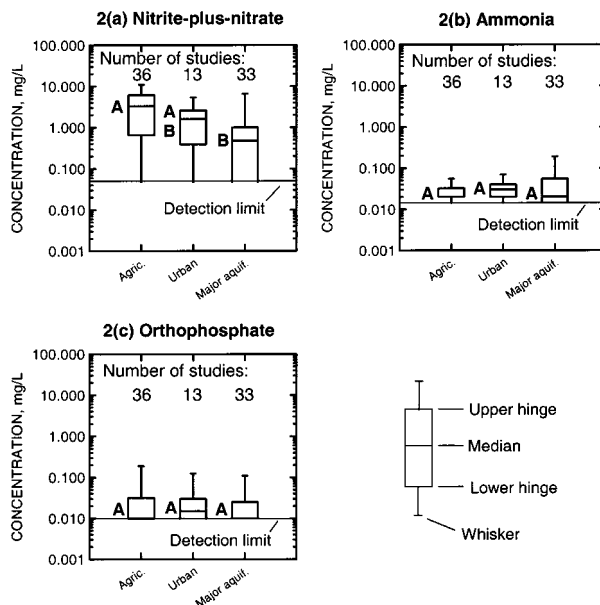 2(a) Nitrite-plus-nitrate
CONCENTRATION, mg/L
100.000
10.000
1.000
0.100
0.010
0.001
Number of studies:
36 13 33
A A B B
Detection limit
Agric. Urban Major aquif.
2(b) Ammonia
CONCENTRATION, mg/L
100.000
10.000
1.000
0.100
0.010
0.001
Number of studies:
36 13 33
A A A
Detection limit
Agric. Urban Major aquif.
2(c) Orthophosphate
CONCENTRATION, mg/L
100.000
10.000
1.000
0.100
0.010
0.001
Number of studies:
36 13 33
A A A
Detection limit
Agric. Urban Major aquif.
Upper hinge
Median
Lower hinge
Whisker